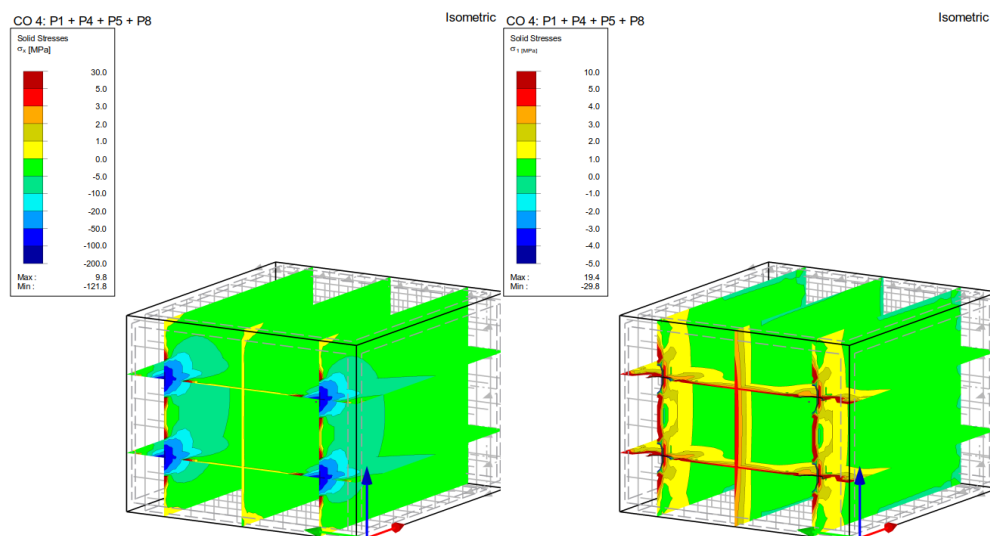 CO 4: P1 + P4 + P5 + P8
Isometric
Solid Stresses
σx [MPa]
30.0
5.0
3.0
2.0
1.0
0.0
-5.0
-10.0
-20.0
-50.0
-100.0
-200.0
Max : 9.8
Min : -121.8
CO 4: P1 + P4 + P5 + P8
Isometric
Solid Stresses
σ1 [MPa]
10.0
5.0
4.0
3.0
2.0
1.0
0.0
-1.0
-2.0
-3.0
-4.0
-5.0
Max : 19.4
Min : -29.8